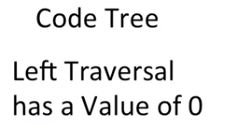 Code Tree
Left Traversal
has a Value of 0